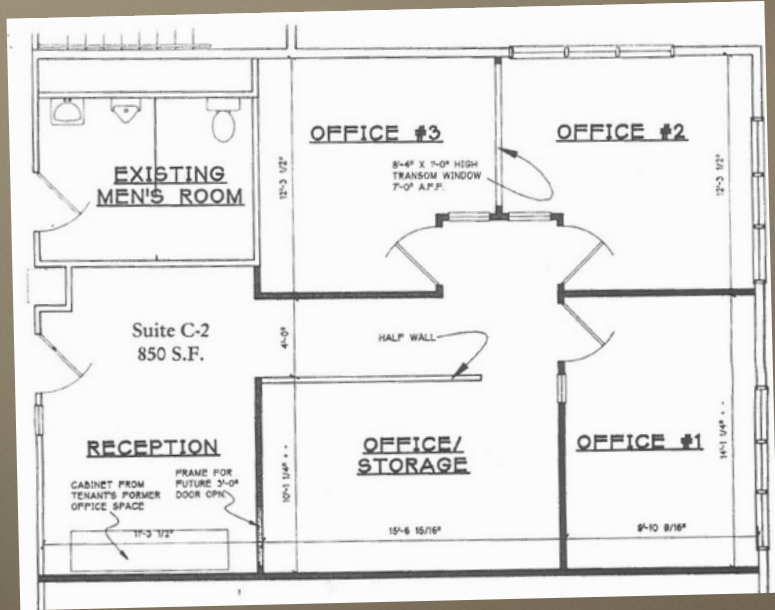 OFFICE #3
OFFICE #2
8'-4" X 1'-0" HIGH
TRANSOM WINDOW
7'-0" A.F.F.
EXISTING
MEN'S ROOM
12'-3 1/2"
12'-3 1/2"
Suite C-2
850 S.F.
4'-0"
HALF WALL
RECEPTION
OFFICE/
STORAGE
OFFICE #1
CABINET FROM
TENANT'S FORMER
OFFICE SPACE
FRAME FOR
FUTURE 3'-0"
DOOR OPN.
10'-1 1/4" + -
14'-1 1/4" + -
11'-3 1/2"
15'-6 15/16"
9'-10 9/16"